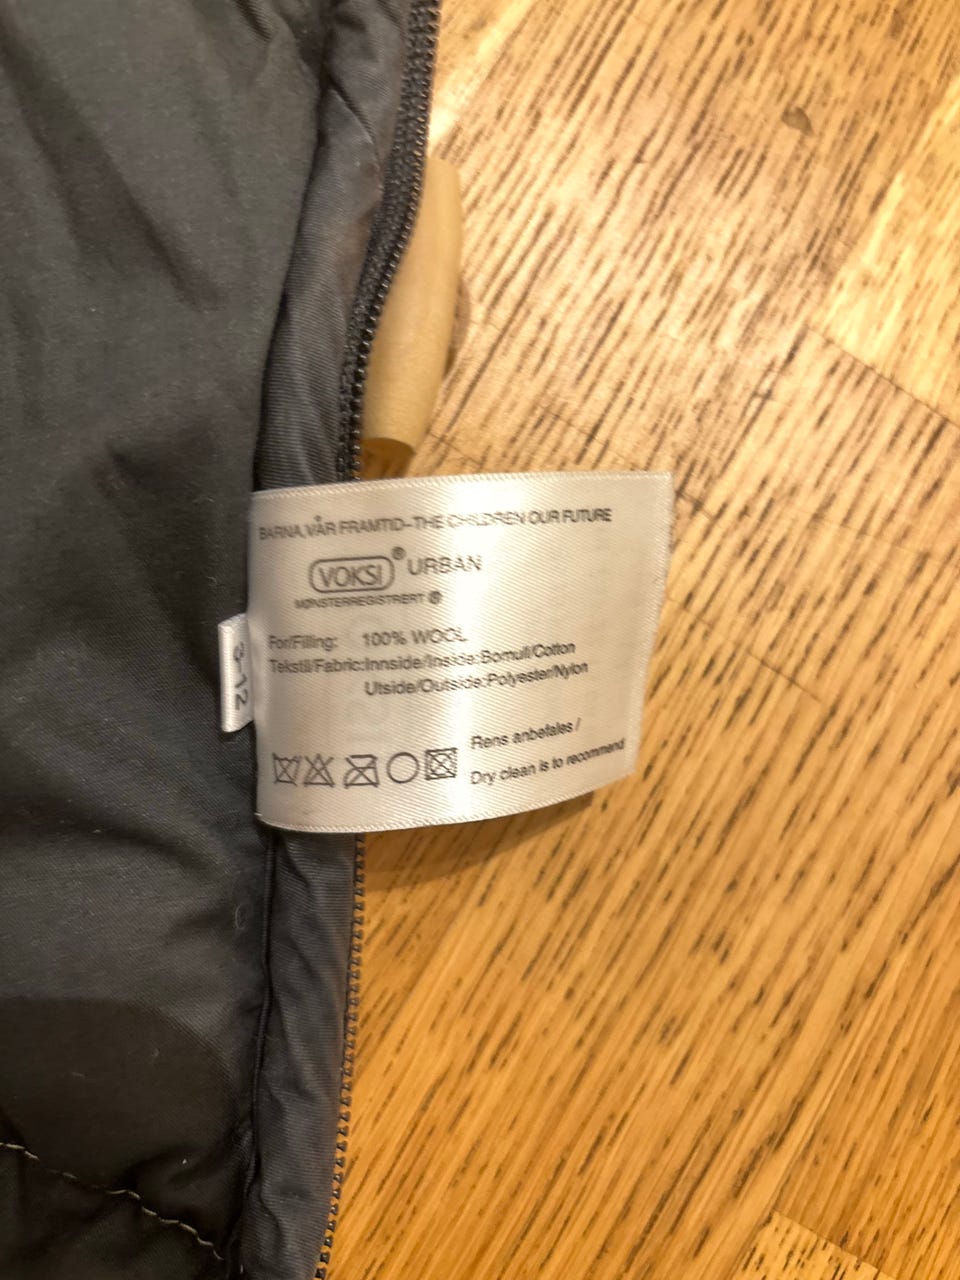 BARNA, VÅR FRAMTID-THE CHILDREN OUR FUTURE
VOKSI® URBAN
MØNSTERREGISTRERT ®
For/Filling: 100% WOOL
Tekstil/Fabric:Innside/Inside:Bomull/Cotton
Utside/Outside:Polyester/Nylon
Rens anbefales /
Dry clean is to recommend
3-12